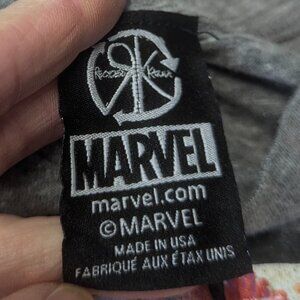 MARVEL
marvel.com
©MARVEL
MADE IN USA
FABRIQUÉ AUX ÉTAX UNIS